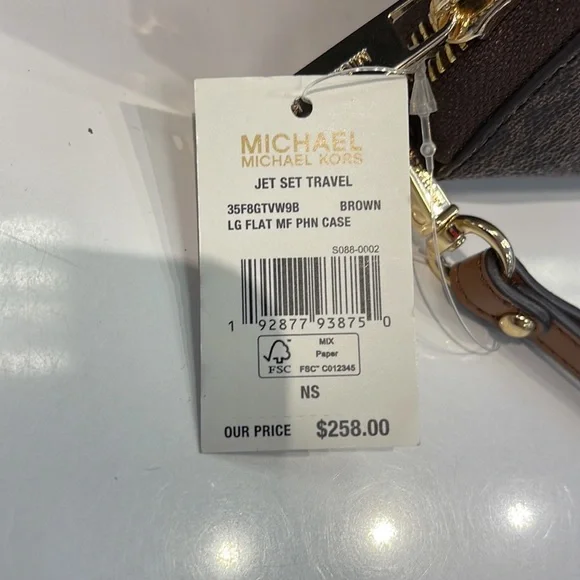 MICHAEL
MICHAEL KORS
JET SET TRAVEL
35F8GTVW9B BROWN
LG FLAT MF PHN CASE
S088-0002
1 92877 93875 0
FSC
MIX
Paper
FSC™ C012345
NS
OUR PRICE $258.00